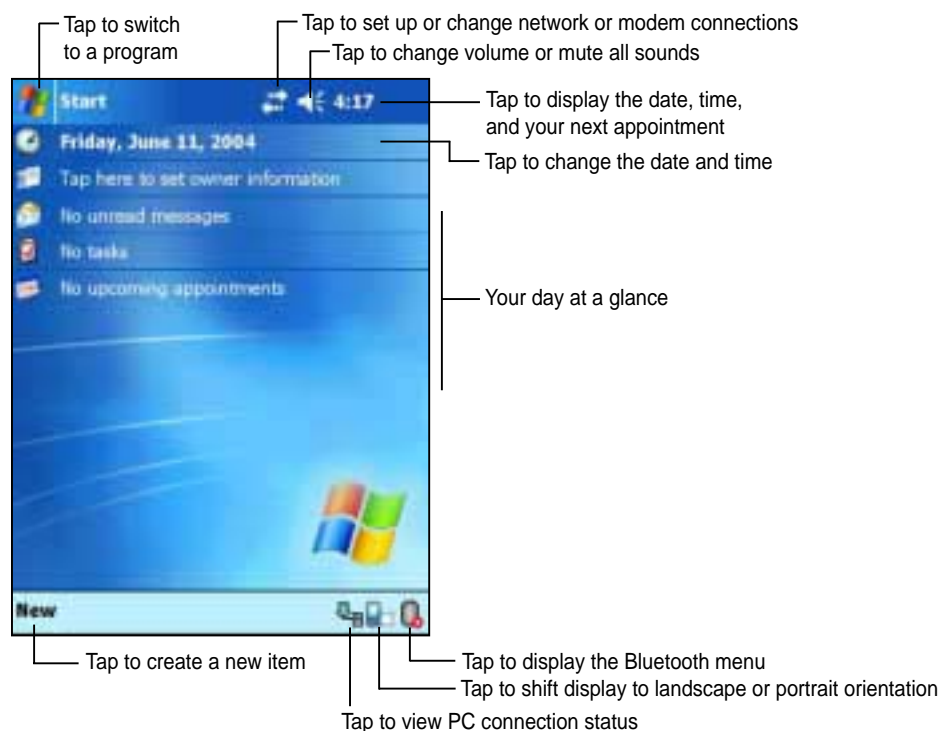 Tap to switch
to a program
Tap to set up or change network or modem connections
Tap to change volume or mute all sounds
Start
4:17
Tap to display the date, time,
and your next appointment
Friday, June 11, 2004
Tap to change the date and time
Tap here to set owner information
No unread messages
No tasks
No upcoming appointments
Your day at a glance
New
Tap to create a new item
Tap to display the Bluetooth menu
Tap to shift display to landscape or portrait orientation
Tap to view PC connection status